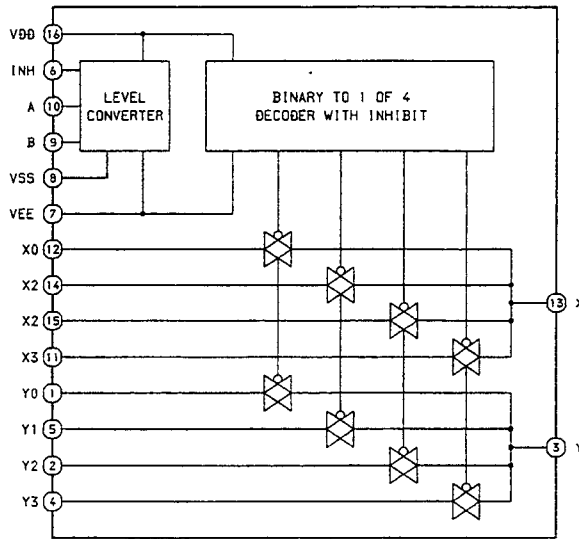 VDD 16
INH 6
A 10
B 9
VSS 8
VEE 7
X0 12
X2 14
X2 15
X3 11
Y0 1
Y1 5
Y2 2
Y3 4
LEVEL
CONVERTER
BINARY TO 1 OF 4
DECODER WITH INHIBIT
13 X
3 Y